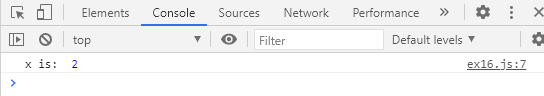 Elements Console Sources Network Performance »
top Filter Default levels
x is: 2 ex16.js:7
>